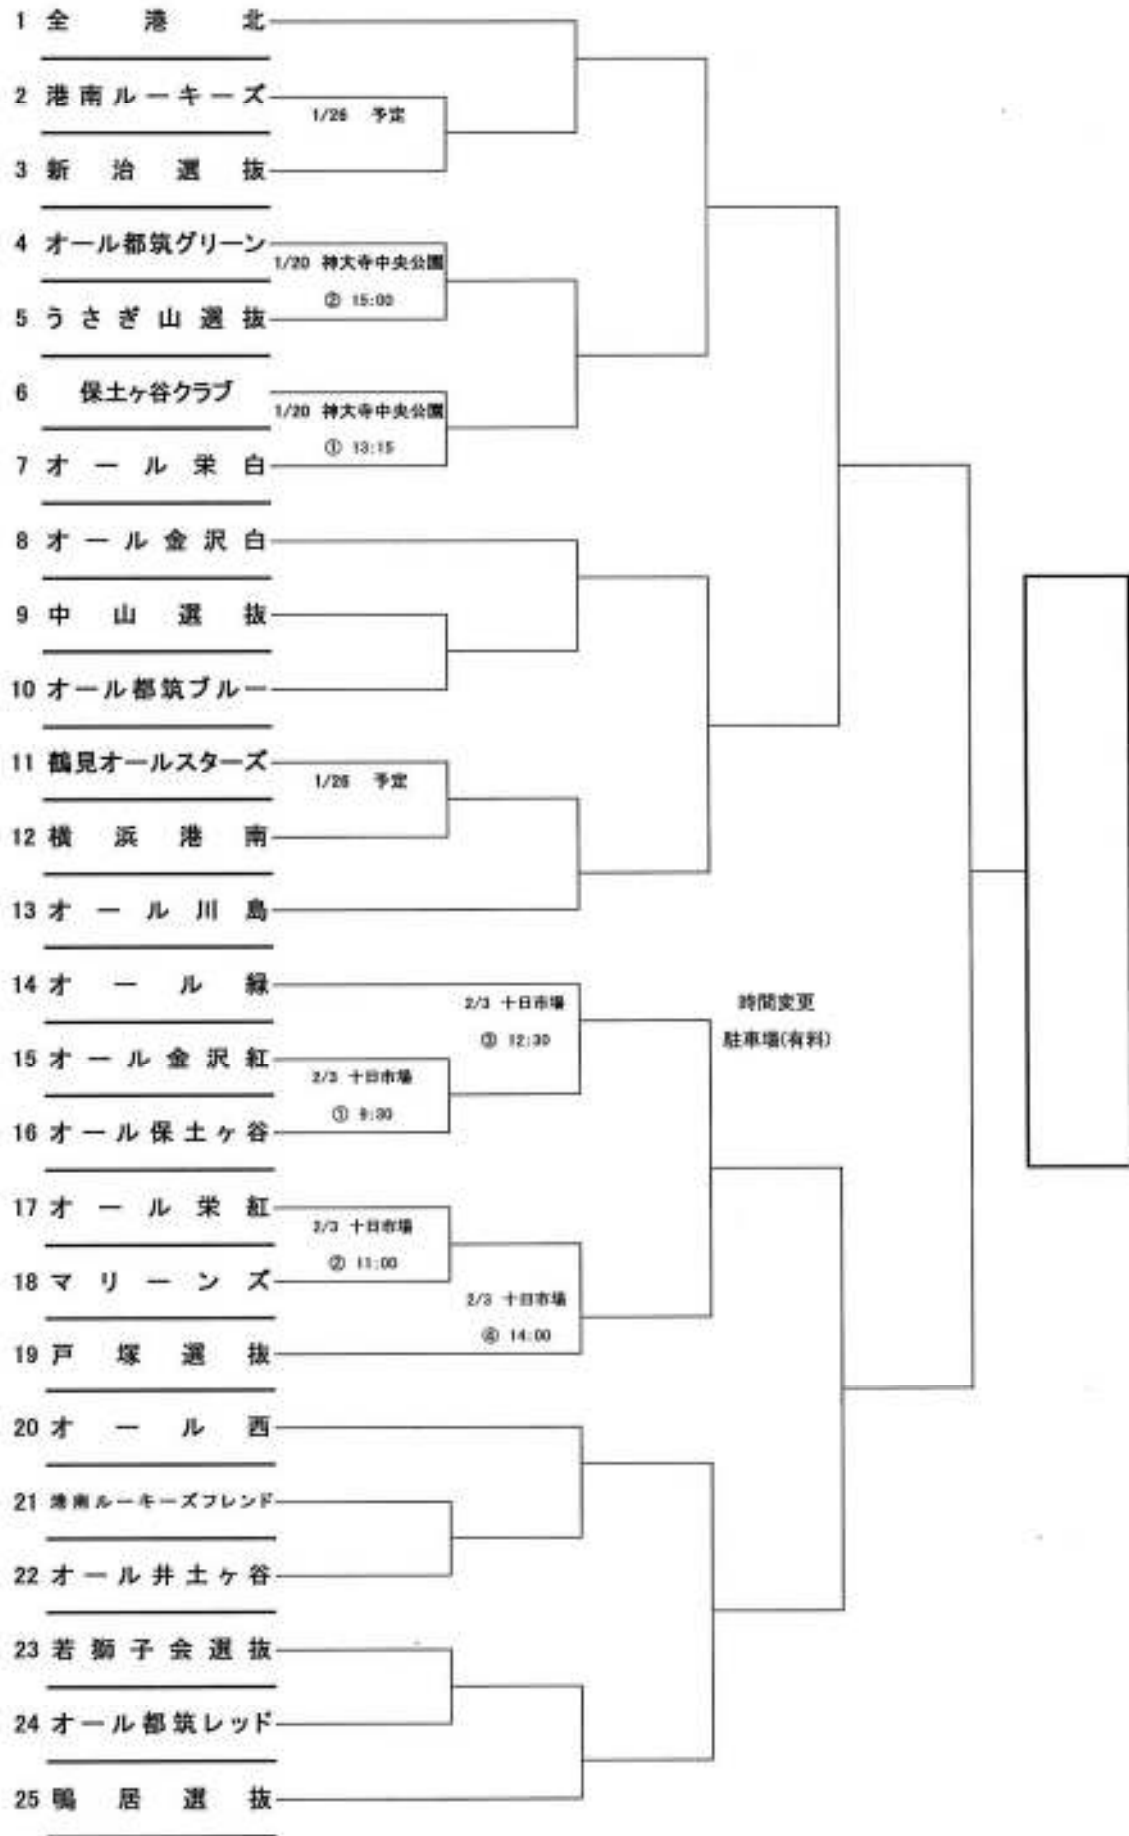 1 全港北
2 港南ルーキーズ
1/26 予定
3 新治選抜
4 オール都筑グリーン
1/20 神大寺中央公園
② 15:00
5 うさぎ山選抜
6 保土ヶ谷クラブ
1/20 神大寺中央公園
① 13:15
7 オール栄白
8 オール金沢白
9 中山選抜
10 オール都筑ブルー
11 鶴見オールスターズ
1/26 予定
12 横浜港南
13 オール川島
14 オール緑
2/3 十日市場
③ 12:30
時間変更
駐車場(有料)
15 オール金沢紅
2/3 十日市場
① 9:30
16 オール保土ヶ谷
17 オール栄紅
2/3 十日市場
② 11:00
18 マリーンズ
2/3 十日市場
④ 14:00
19 戸塚選抜
20 オール西
21 港南ルーキーズフレンド
22 オール井土ヶ谷
23 若獅子会選抜
24 オール都筑レッド
25 鴨居選抜